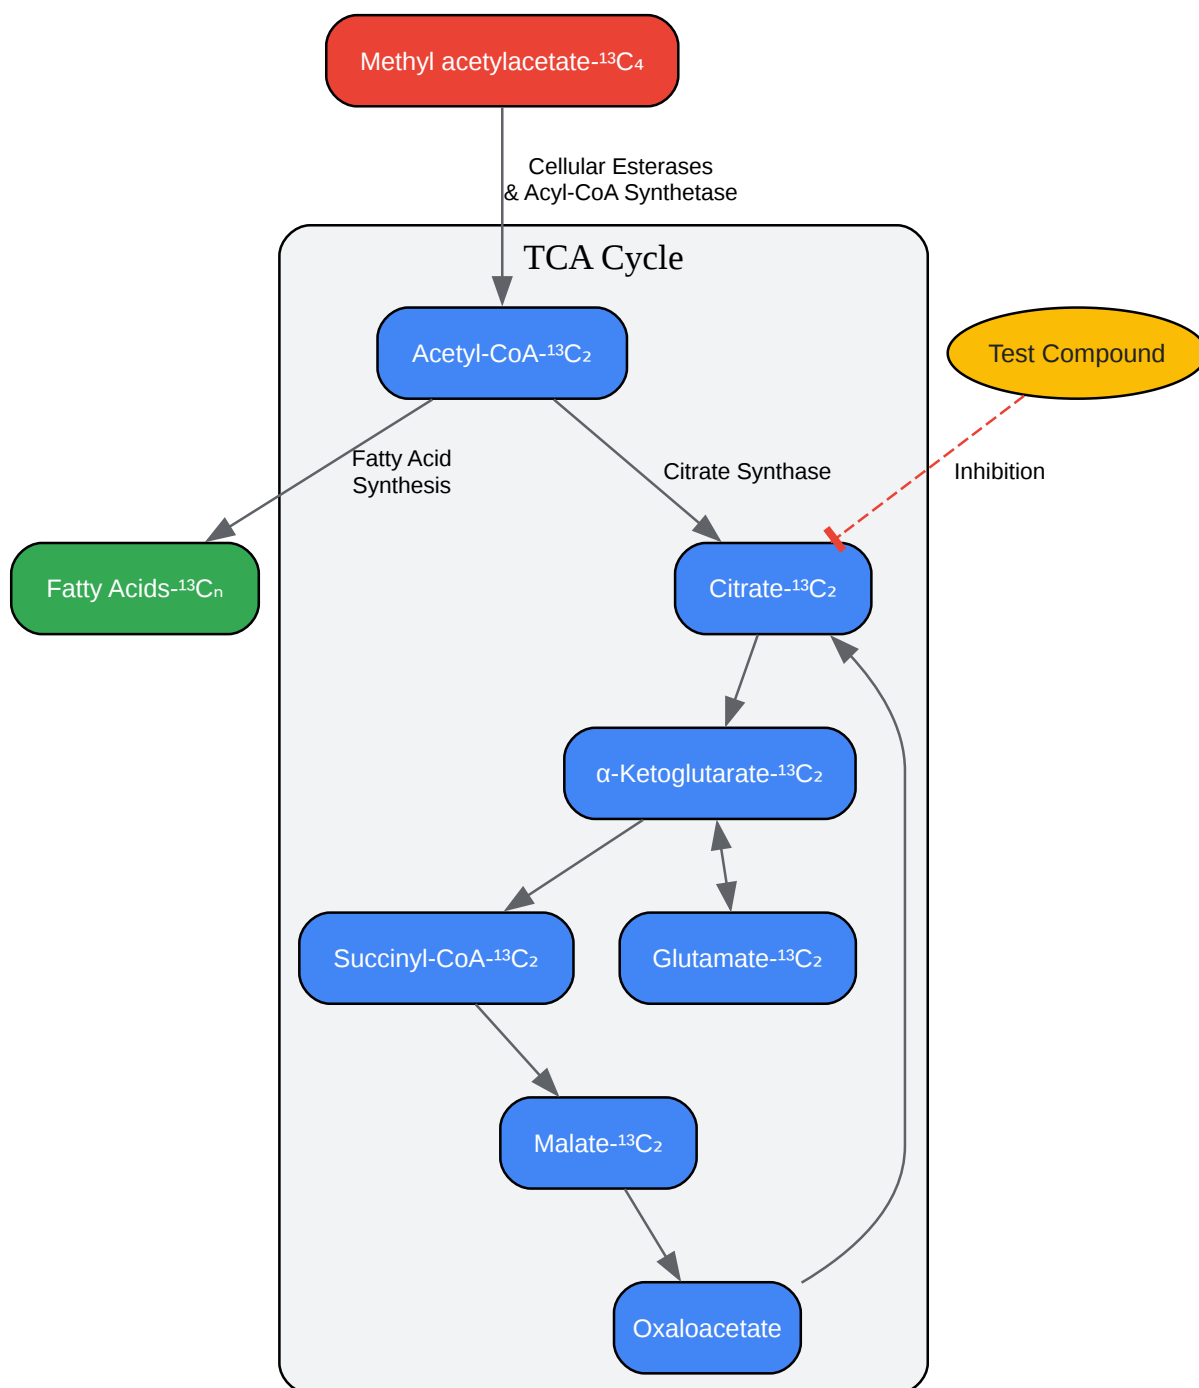 Methyl acetylacetate-¹³C₄
Cellular Esterases
& Acyl-CoA Synthetase
TCA Cycle
Acetyl-CoA-¹³C₂
Test Compound
Fatty Acid
Synthesis
Citrate Synthase
Inhibition
Fatty Acids-¹³Cₙ
Citrate-¹³C₂
α-Ketoglutarate-¹³C₂
Succinyl-CoA-¹³C₂
Glutamate-¹³C₂
Malate-¹³C₂
Oxaloacetate